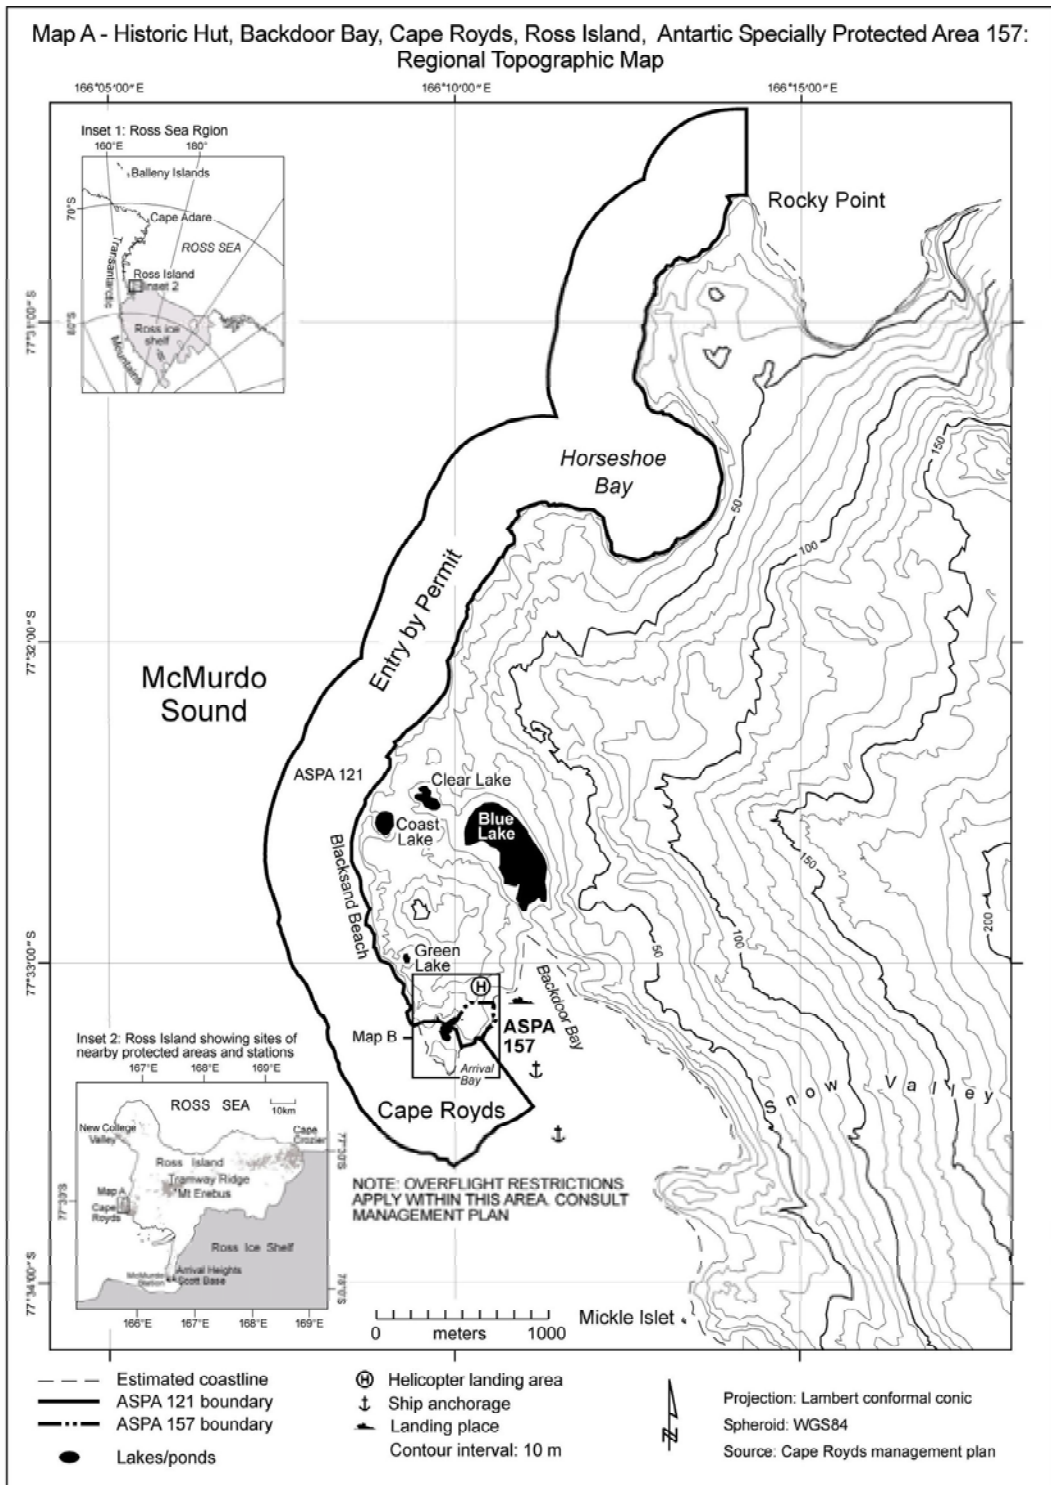 Map A - Historic Hut, Backdoor Bay, Cape Royds, Ross Island, Antartic Specially Protected Area 157:
Regional Topographic Map
166°05'00" E
166°10'00" E
166°15'00" E
Inset 1: Ross Sea Rgion
160°E
180°
Balleny Islands
70°S
Cape Adare
ROSS SEA
Transantarctic
Ross Island
Inset 2
80°S
Ross ice
shelf
Mountains
Rocky Point
77°31'00" S
Horseshoe
Bay
150
50
100
Entry by Permit
77°32'00" S
McMurdo
Sound
ASPA 121
Clear Lake
Coast
Lake
Blue
Lake
Blacksand Beach
150
200
100
50
Green
Lake
77°33'00" S
H
Backdoor Bay
ASPA
157
Map B
Arrival
Bay
Cape Royds
Snow Valley
Inset 2: Ross Island showing sites of
nearby protected areas and stations
167°E
168°E
169°E
ROSS SEA
10km
New College
Valley
Cape
Crozier
77°30'S
Ross Island
Tramway Ridge
Mt Erebus
Map A
Cape
Royds
Ross Ice Shelf
McMurdo
Station
Arrival Heights
Scott Base
78°0'S
166°E
167°E
168°E
169°E
NOTE: OVERFLIGHT RESTRICTIONS
APPLY WITHIN THIS AREA. CONSULT
MANAGEMENT PLAN
77°34'00" S
Mickle Islet
0
meters
1000
Estimated coastline
ASPA 121 boundary
ASPA 157 boundary
Lakes/ponds
H
Helicopter landing area
Ship anchorage
Landing place
Contour interval: 10 m
N
Projection: Lambert conformal conic
Spheroid: WGS84
Source: Cape Royds management plan